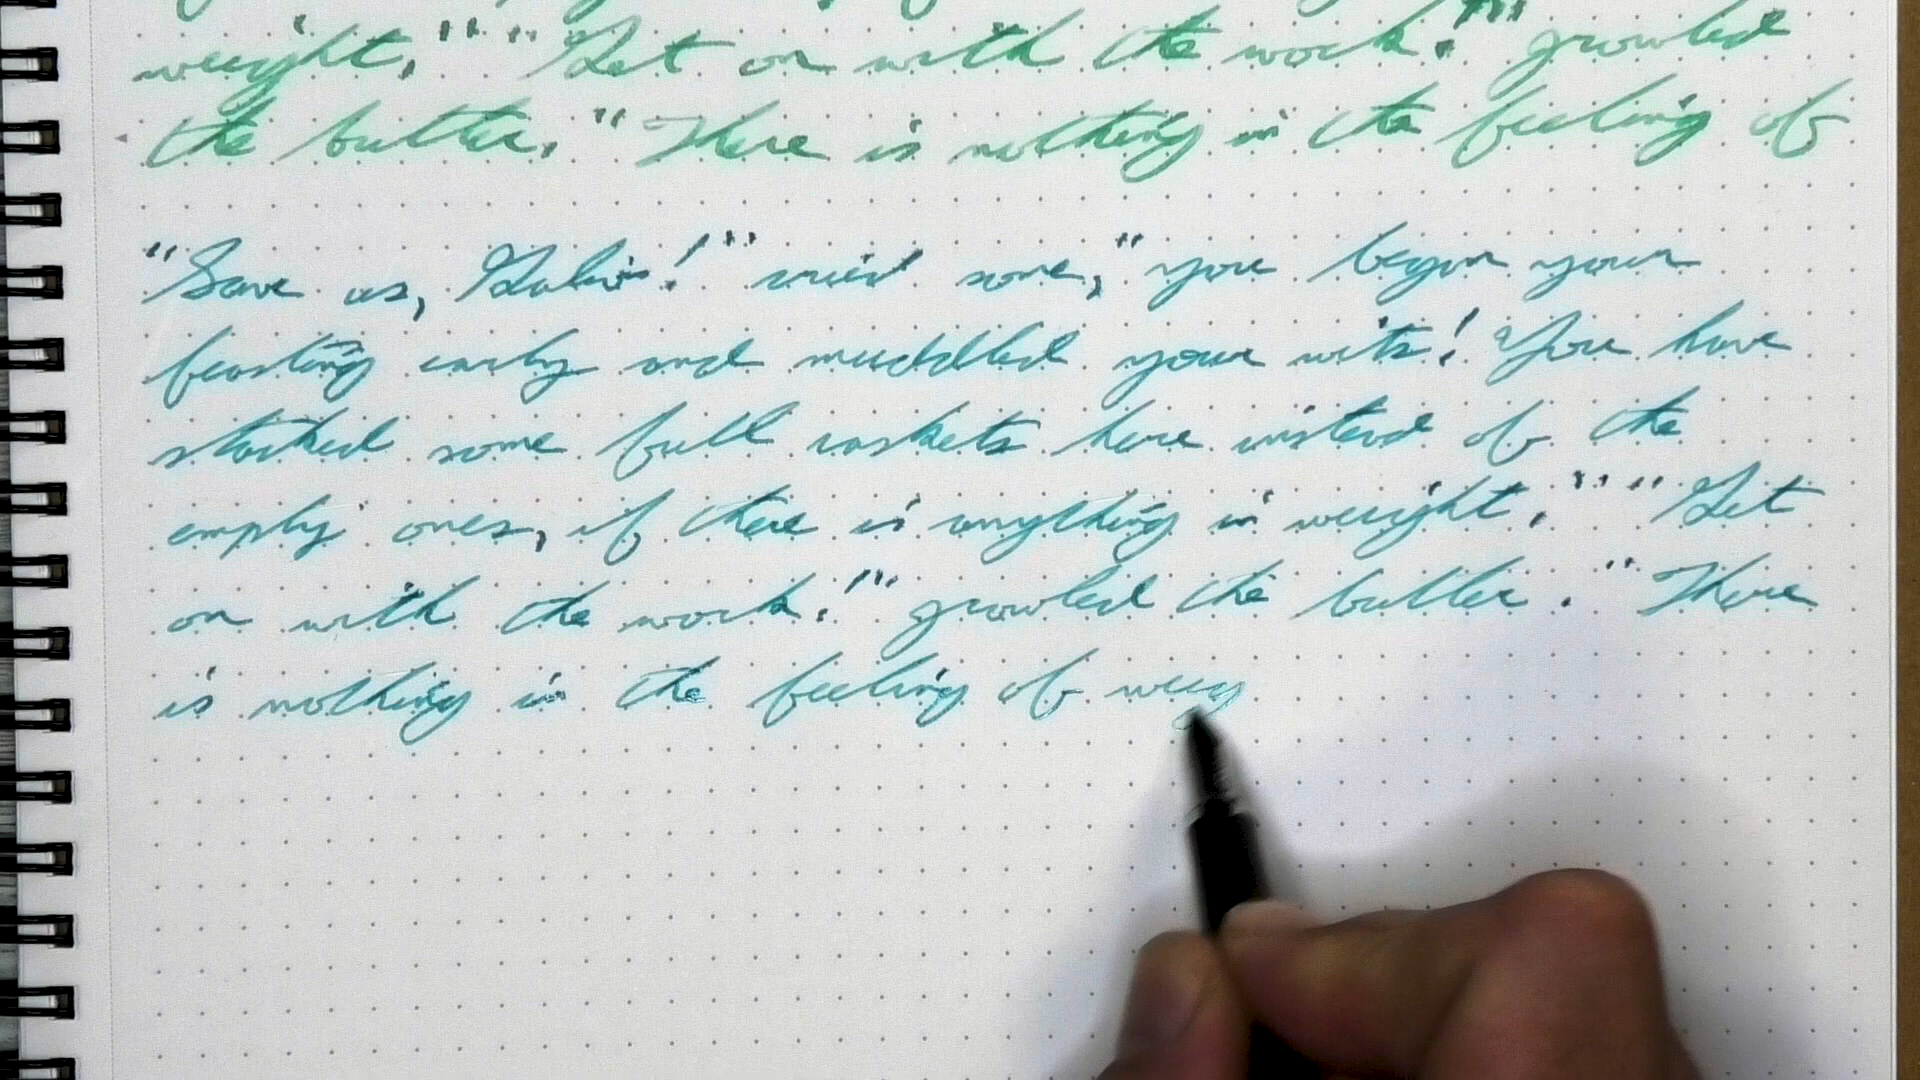 weight." "Get on with the work!" growled
the butler. "There is nothing in the feeling of
"Save us, Galion!" cried some, "you began your
feasting early and muddled your wits! You have
stacked some full caskets here instead of the
empty ones, if there is anything in weight." "Get
on with the work!" growled the butler. "There
is nothing in the feeling of weig